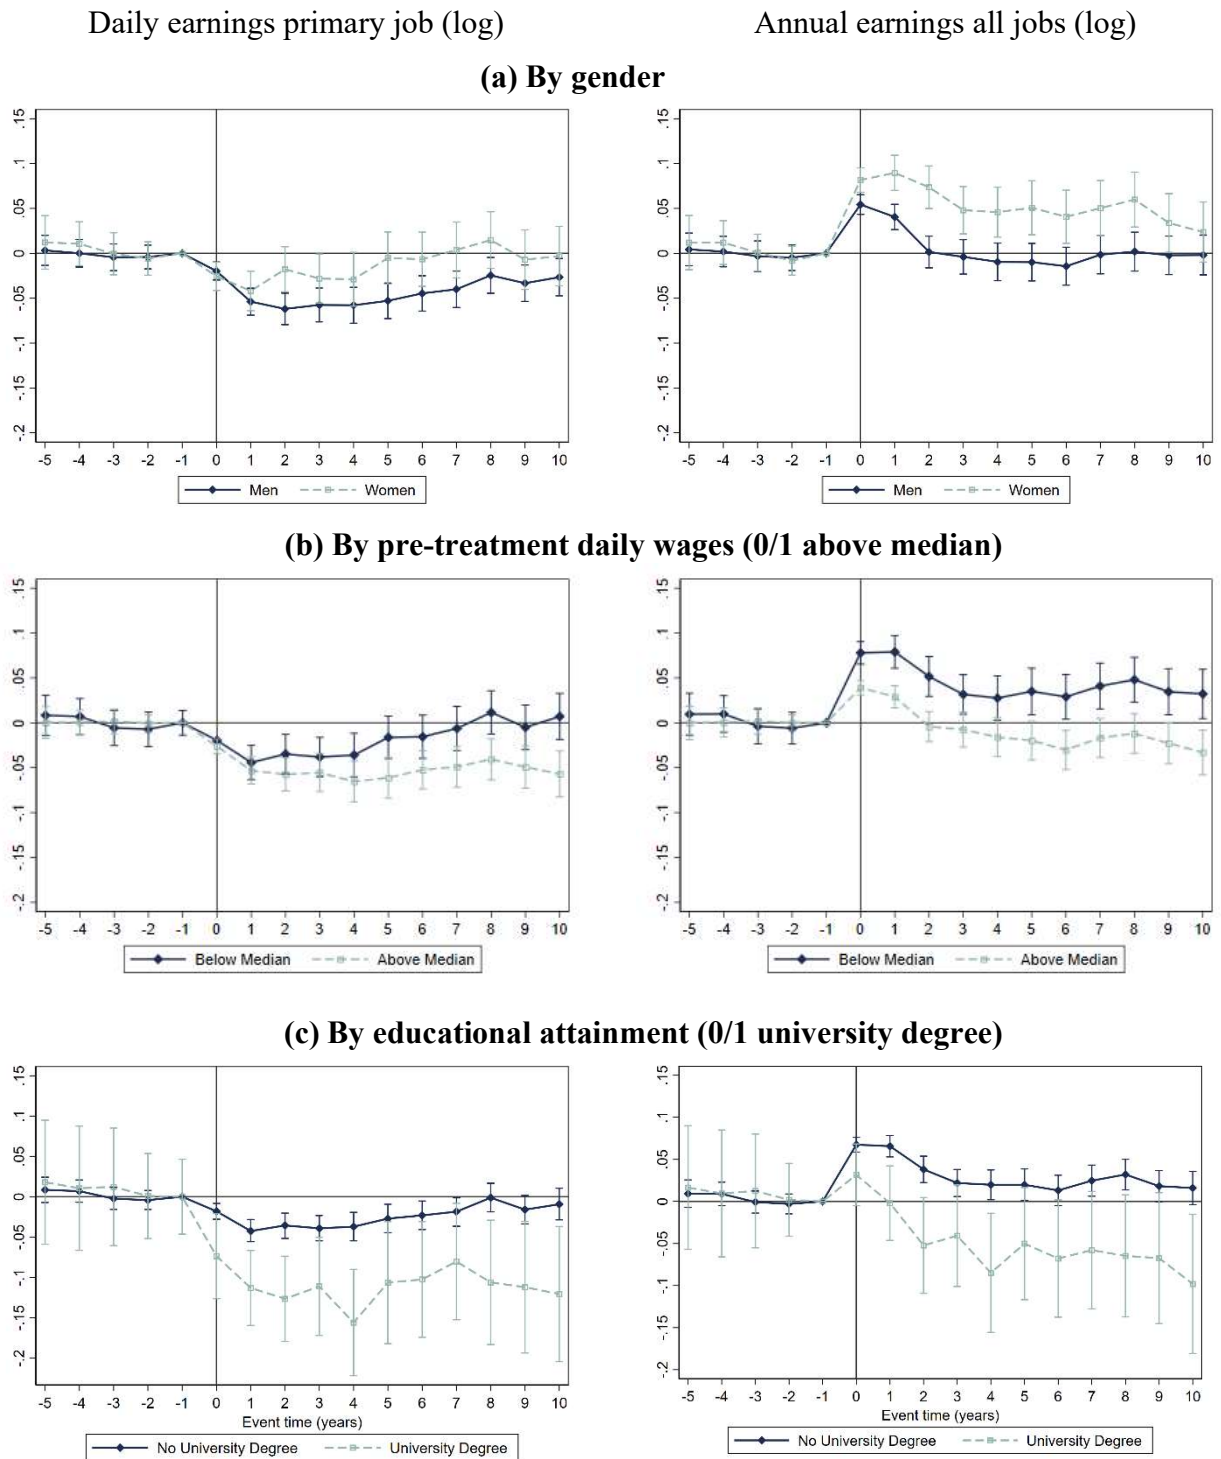 Daily earnings primary job (log)
Annual earnings all jobs (log)
(a) By gender
.15
.1
.05
0
-.05
-.1
-.15
-.2
-5 -4 -3 -2 -1 0 1 2 3 4 5 6 7 8 9 10
Men Women
.15
.1
.05
0
-.05
-.1
-.15
-.2
-5 -4 -3 -2 -1 0 1 2 3 4 5 6 7 8 9 10
Men Women
(b) By pre-treatment daily wages (0/1 above median)
.15
.1
.05
0
-.05
-.1
-.15
-.2
-5 -4 -3 -2 -1 0 1 2 3 4 5 6 7 8 9 10
Below Median Above Median
.15
.1
.05
0
-.05
-.1
-.15
-.2
-5 -4 -3 -2 -1 0 1 2 3 4 5 6 7 8 9 10
Below Median Above Median
(c) By educational attainment (0/1 university degree)
.15
.1
.05
0
-.05
-.1
-.15
-.2
-5 -4 -3 -2 -1 0 1 2 3 4 5 6 7 8 9 10
Event time (years)
No University Degree University Degree
.15
.1
.05
0
-.05
-.1
-.15
-.2
-5 -4 -3 -2 -1 0 1 2 3 4 5 6 7 8 9 10
Event time (years)
No University Degree University Degree